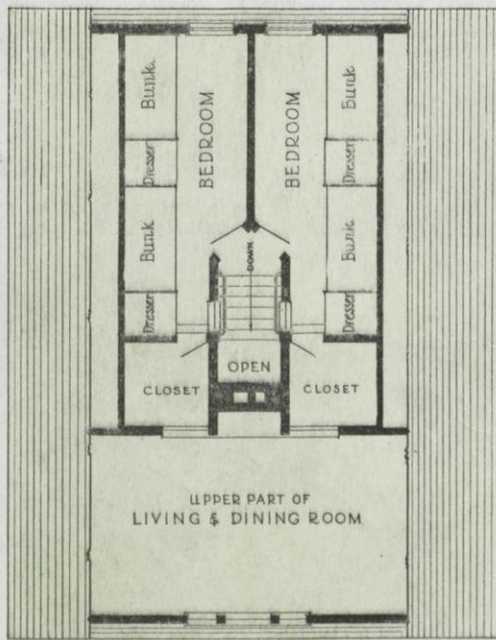 Bunk
Dresser
Bunk
Dresser
BEDROOM
BEDROOM
Bunk
Dresser
Bunk
Dresser
DOWN
OPEN
CLOSET
CLOSET
UPPER PART OF
LIVING & DINING ROOM